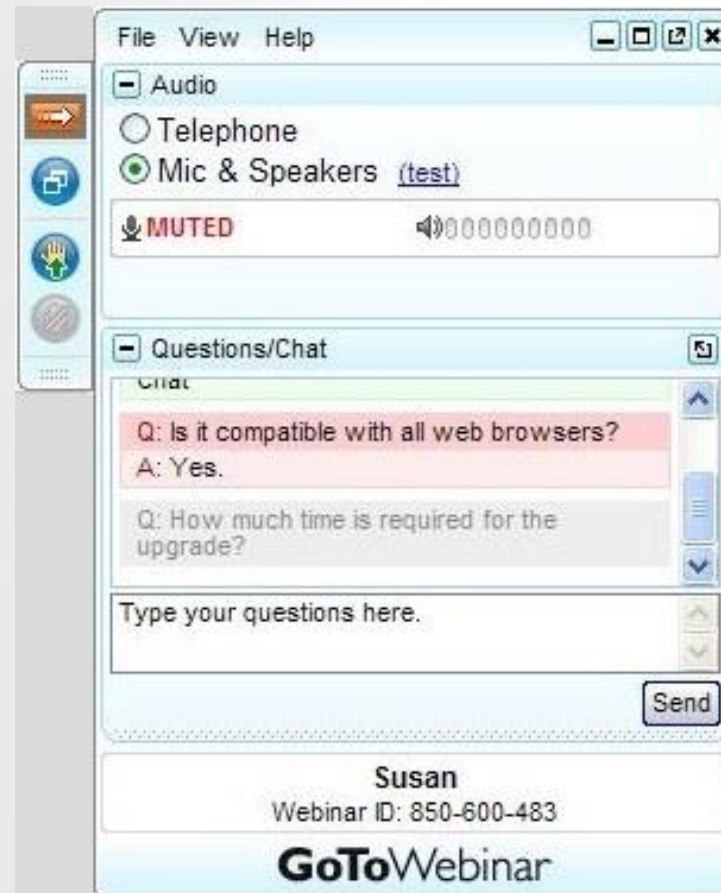 File View Help
Audio
Telephone
Mic & Speakers (test)
MUTED
Questions/Chat
Chat
Q: Is it compatible with all web browsers?
A: Yes.
Q: How much time is required for the
upgrade?
Type your questions here.
Send
Susan
Webinar ID: 850-600-483
GoToWebinar